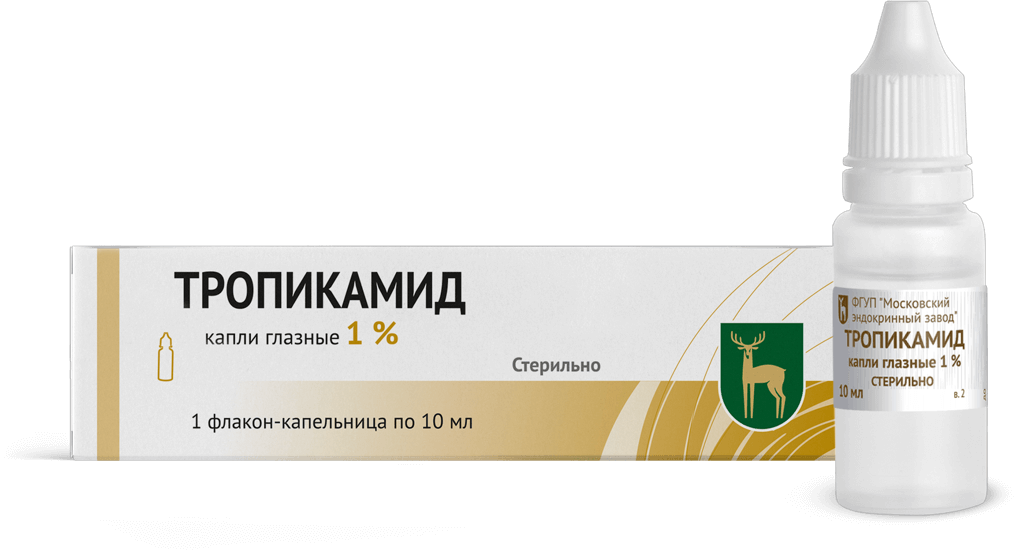 ТРОПИКАМИД
капли глазные 1 %
Стерильно
1 флакон-капельница по 10 мл
ФГУП "Московский
эндокринный завод"
ТРОПИКАМИД
капли глазные 1 %
СТЕРИЛЬНО
10 мл в. 2